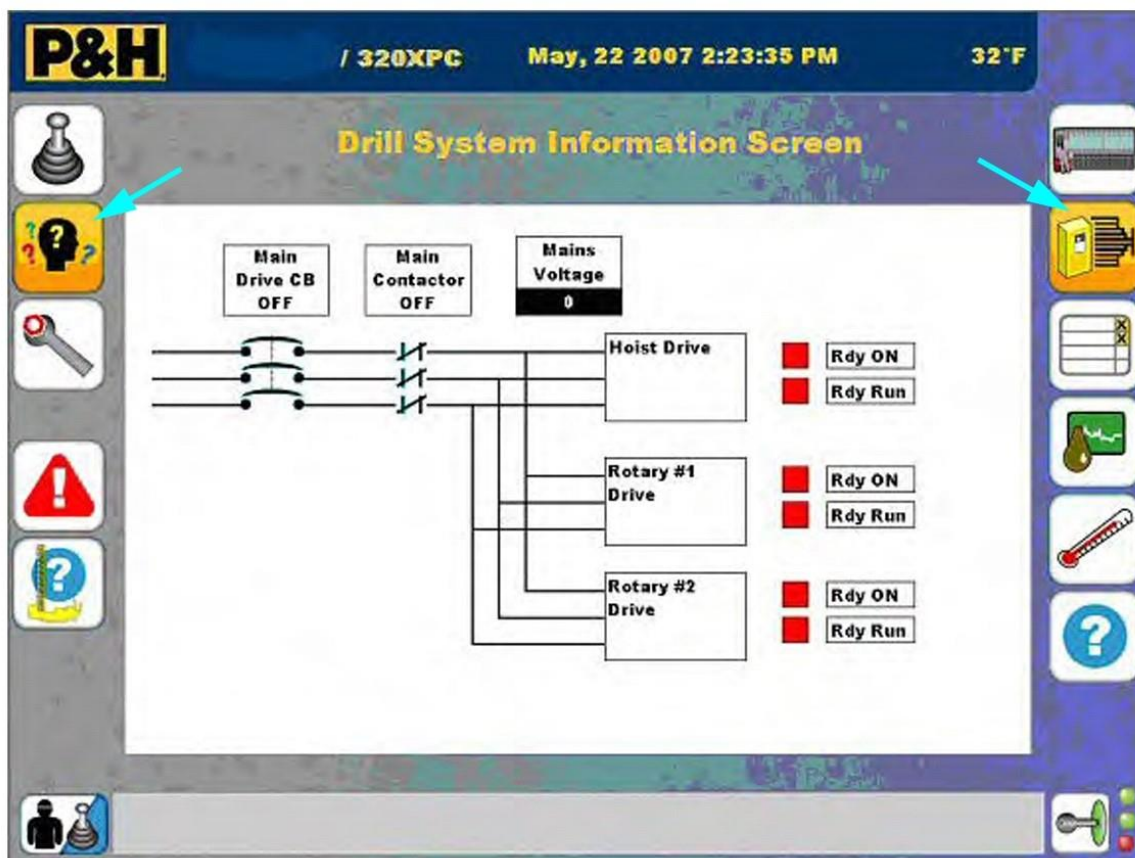 P&H
/ 320XPC
May, 22 2007 2:23:35 PM
32°F
Drill System Information Screen
Main
Drive CB
OFF
Main
Contactor
OFF
Mains
Voltage
0
Hoist Drive
Rdy ON
Rdy Run
Rotary #1
Drive
Rdy ON
Rdy Run
Rotary #2
Drive
Rdy ON
Rdy Run